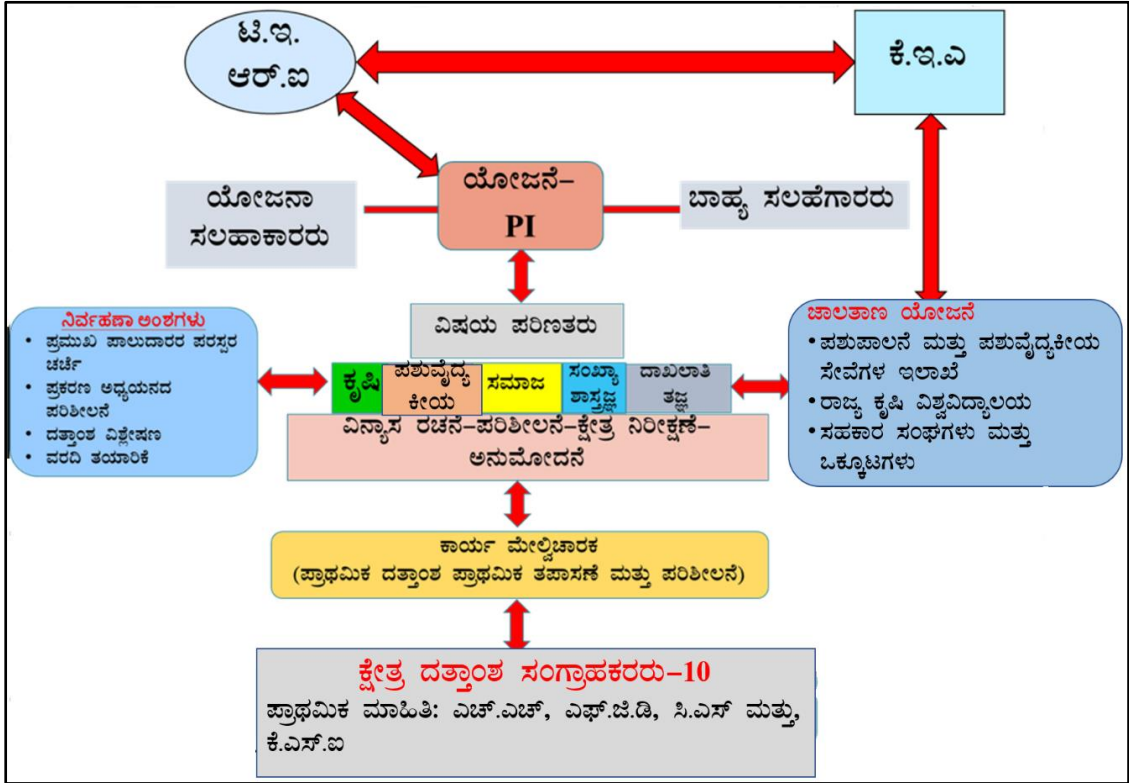 ಟಿ.ಇ.
ಆರ್.ಐ
ಕೆ.ಇ.ಎ
ಯೋಜನೆ–
PI
ಯೋಜನಾ
ಸಲಹಾಕಾರರು
ಬಾಹ್ಯ ಸಲಹೆಗಾರರು
ವಿಷಯ ಪರಿಣತರು
ನಿರ್ವಹಣಾ ಅಂಶಗಳು
• ಪ್ರಮುಖ ಪಾಲುದಾರರ ಪರಸ್ಪರ
ಚರ್ಚೆ
• ಪ್ರಕರಣ ಅಧ್ಯಯನದ
ಪರಿಶೀಲನೆ
• ದತ್ತಾಂಶ ವಿಶ್ಲೇಷಣ
• ವರದಿ ತಯಾರಿಕೆ
ಕೃಷಿ
ಪಶುವೈದ್ಯ
ಕೀಯ
ಸಮಾಜ
ಸಂಖ್ಯಾ
ಶಾಸ್ತ್ರಜ್ಞ
ದಾಖಲಾತಿ
ತಜ್ಞ
ವಿನ್ಯಾಸ ರಚನೆ–ಪರಿಶೀಲನೆ–ಕ್ಷೇತ್ರ ನಿರೀಕ್ಷಣೆ–
ಅನುಮೋದನೆ
ಜಾಲತಾಣ ಯೋಜನೆ
• ಪಶುಪಾಲನೆ ಮತ್ತು ಪಶುವೈದ್ಯಕೀಯ
ಸೇವೆಗಳ ಇಲಾಖೆ
• ರಾಜ್ಯ ಕೃಷಿ ವಿಶ್ವವಿದ್ಯಾಲಯ
• ಸಹಕಾರ ಸಂಘಗಳು ಮತ್ತು
ಒಕ್ಕೂಟಗಳು
ಕಾರ್ಯ ಮೇಲ್ವಿಚಾರಕ
(ಪ್ರಾಥಮಿಕ ದತ್ತಾಂಶ ಪ್ರಾಥಮಿಕ ತಪಾಸಣೆ ಮತ್ತು ಪರಿಶೀಲನೆ)
ಕ್ಷೇತ್ರ ದತ್ತಾಂಶ ಸಂಗ್ರಾಹಕರರು–10
ಪ್ರಾಥಮಿಕ ಮಾಹಿತಿ: ಎಚ್.ಎಚ್, ಎಫ್.ಜಿ.ಡಿ, ಸಿ.ಎಸ್ ಮತ್ತು,
ಕೆ.ಎಸ್.ಐ